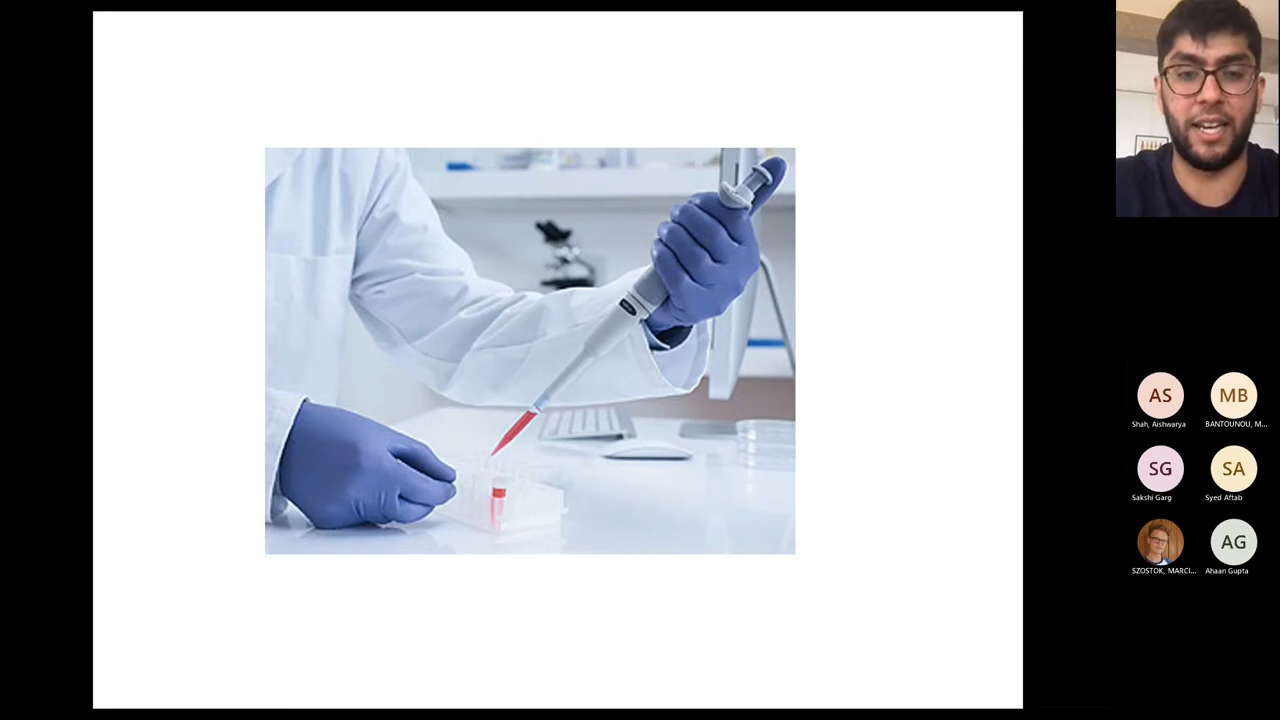 AS
MB
Shah, Aishwarya
BANTOUNOU, M...
SG
SA
Sakshi Garg
Syed Aftab
AG
SZOSTOK, MARCI...
Ahaan Gupta